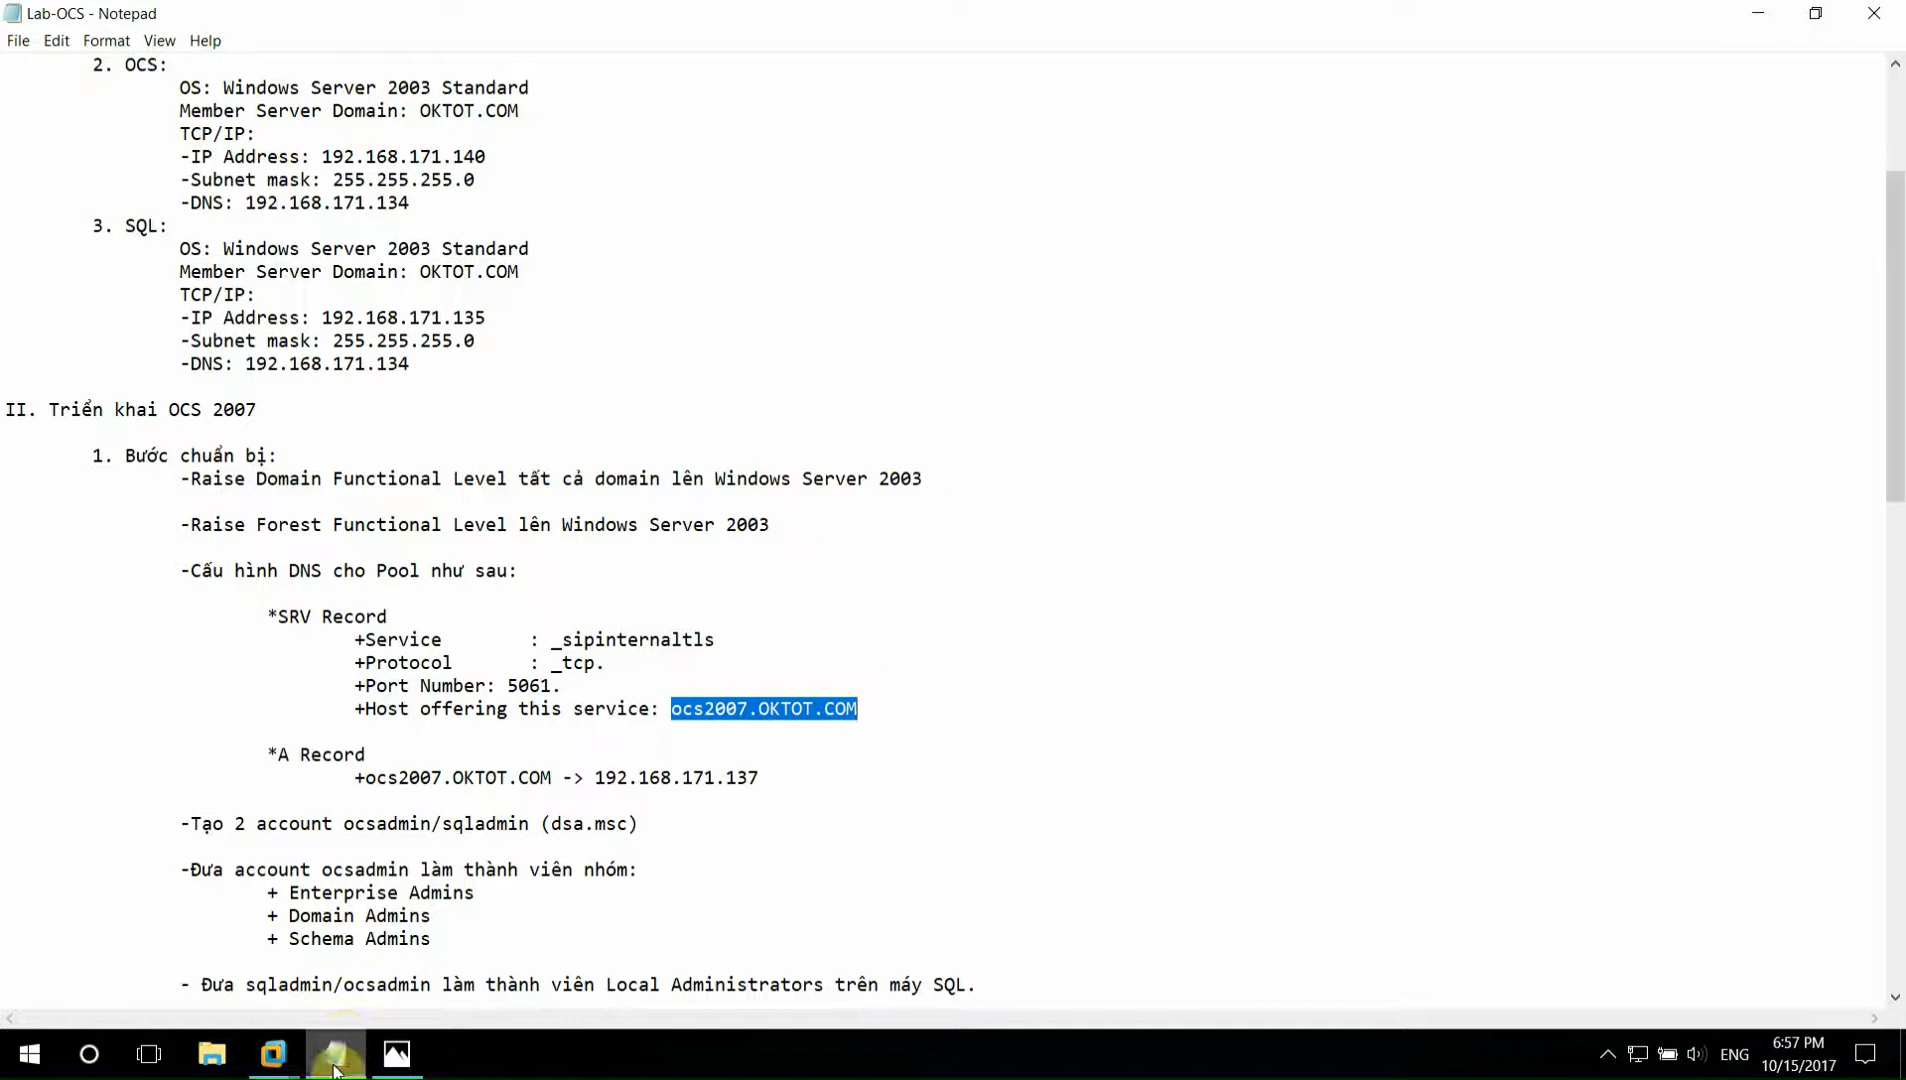 Lab-OCS - Notepad
File Edit Format View Help
2. OCS:
OS: Windows Server 2003 Standard
Member Server Domain: OKTOT.COM
TCP/IP:
-IP Address: 192.168.171.140
-Subnet mask: 255.255.255.0
-DNS: 192.168.171.134
3. SQL:
OS: Windows Server 2003 Standard
Member Server Domain: OKTOT.COM
TCP/IP:
-IP Address: 192.168.171.135
-Subnet mask: 255.255.255.0
-DNS: 192.168.171.134
II. Triển khai OCS 2007
1. Bước chuẩn bị:
-Raise Domain Functional Level tất cả domain lên Windows Server 2003
-Raise Forest Functional Level lên Windows Server 2003
-Cấu hình DNS cho Pool như sau:
*SRV Record
+Service : _sipinternaltls
+Protocol : _tcp.
+Port Number: 5061.
+Host offering this service: ocs2007.OKTOT.COM
*A Record
+ocs2007.OKTOT.COM -> 192.168.171.137
-Tạo 2 account ocsadmin/sqladmin (dsa.msc)
-Đưa account ocsadmin làm thành viên nhóm:
+ Enterprise Admins
+ Domain Admins
+ Schema Admins
- Đưa sqladmin/ocsadmin làm thành viên Local Administrators trên máy SQL.
ENG
6:57 PM
10/15/2017